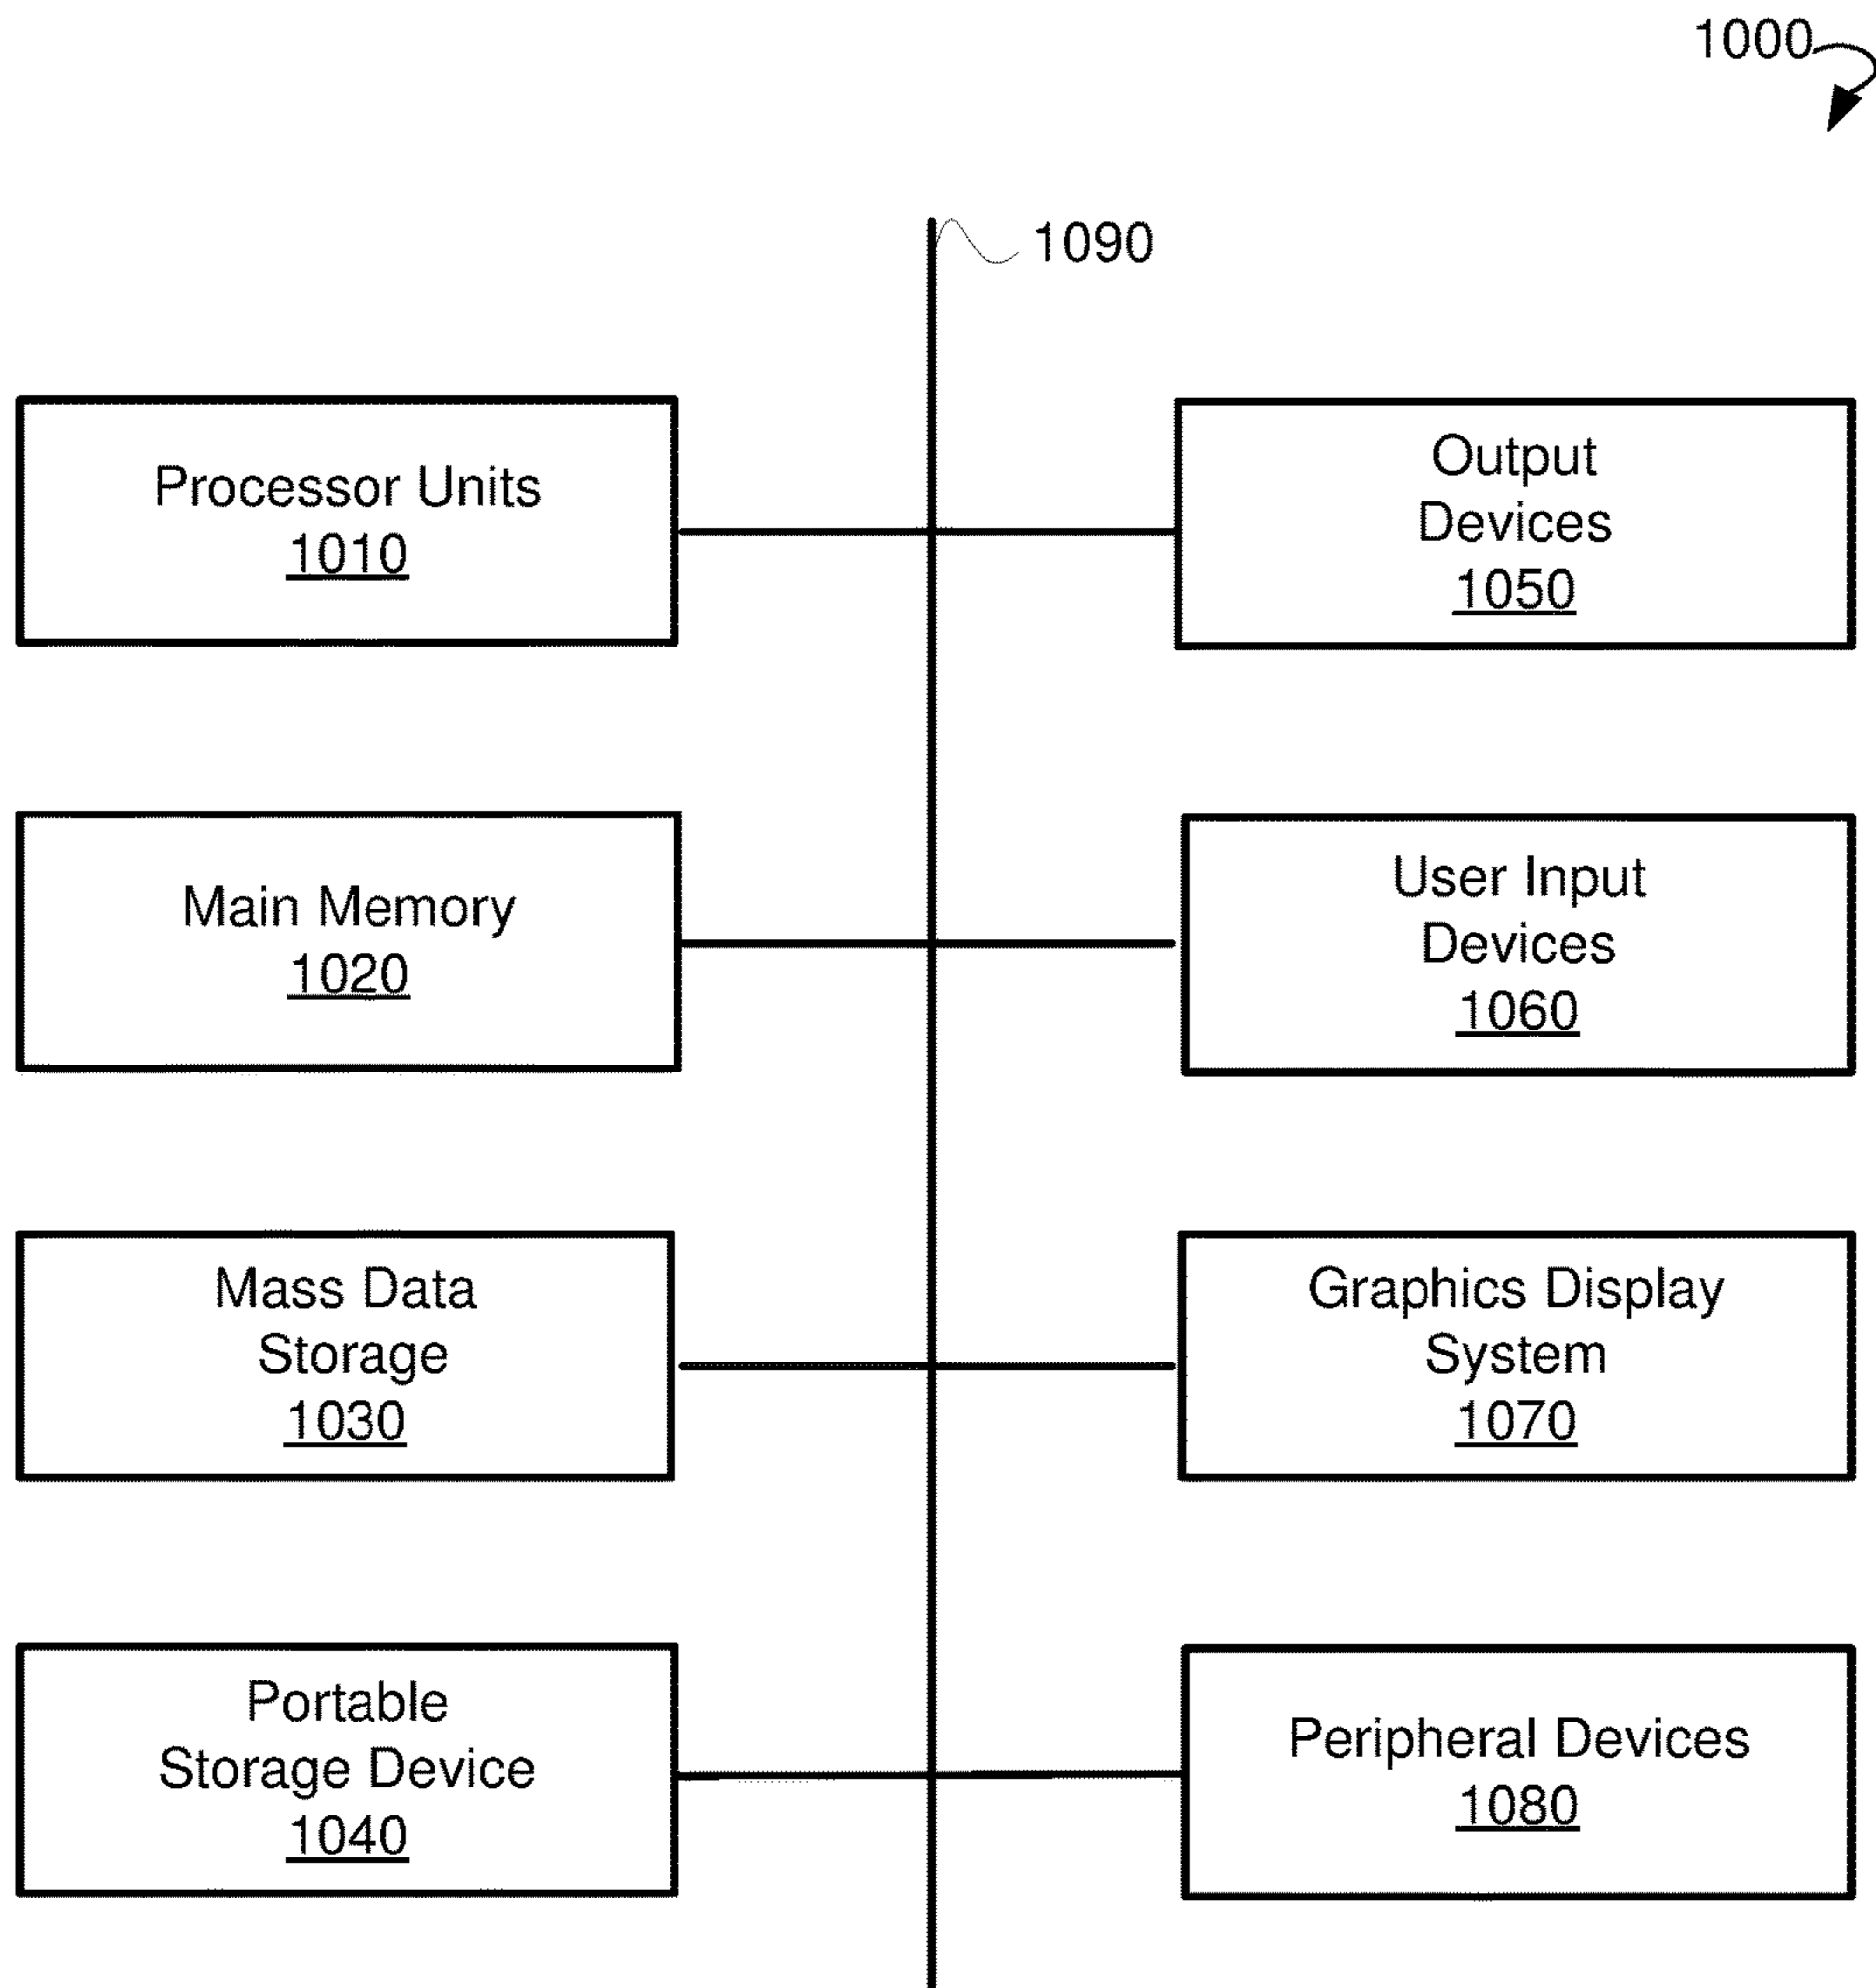 1000
1090
Processor Units
1010
Output
Devices
1050
Main Memory
1020
User Input
Devices
1060
Mass Data
Storage
1030
Graphics Display
System
1070
Portable
Storage Device
1040
Peripheral Devices
1080